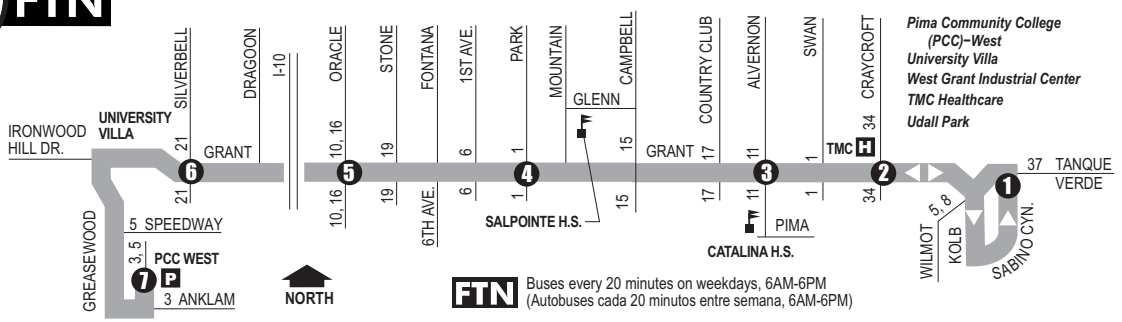 FTN
IRONWOOD
HILL DR.
UNIVERSITY
VILLA
SILVERBELL
21
21
6
GRANT
DRAGOON
I-10
ORACLE
10, 16
10, 16
5
STONE
19
19
FONTANA
6TH AVE.
1ST AVE.
6
6
PARK
1
1
4
MOUNTAIN
GLENN
SALPOINTE H.S.
CAMPBELL
15
15
GRANT
COUNTRY CLUB
17
17
ALVERNON
11
11
3
PIMA
CATALINA H.S.
SWAN
1
1
TMC H
CRAYCROFT
34
34
2
Pima Community College
(PCC)–West
University Villa
West Grant Industrial Center
TMC Healthcare
Udall Park
1
37 TANQUE
VERDE
5, 8
WILMOT
KOLB
SABINO CYN.
GREASEWOOD
5 SPEEDWAY
3, 5
PCC WEST
7 P
3 ANKLAM
NORTH
FTN
Buses every 20 minutes on weekdays, 6AM-6PM
(Autobuses cada 20 minutos entre semana, 6AM-6PM)